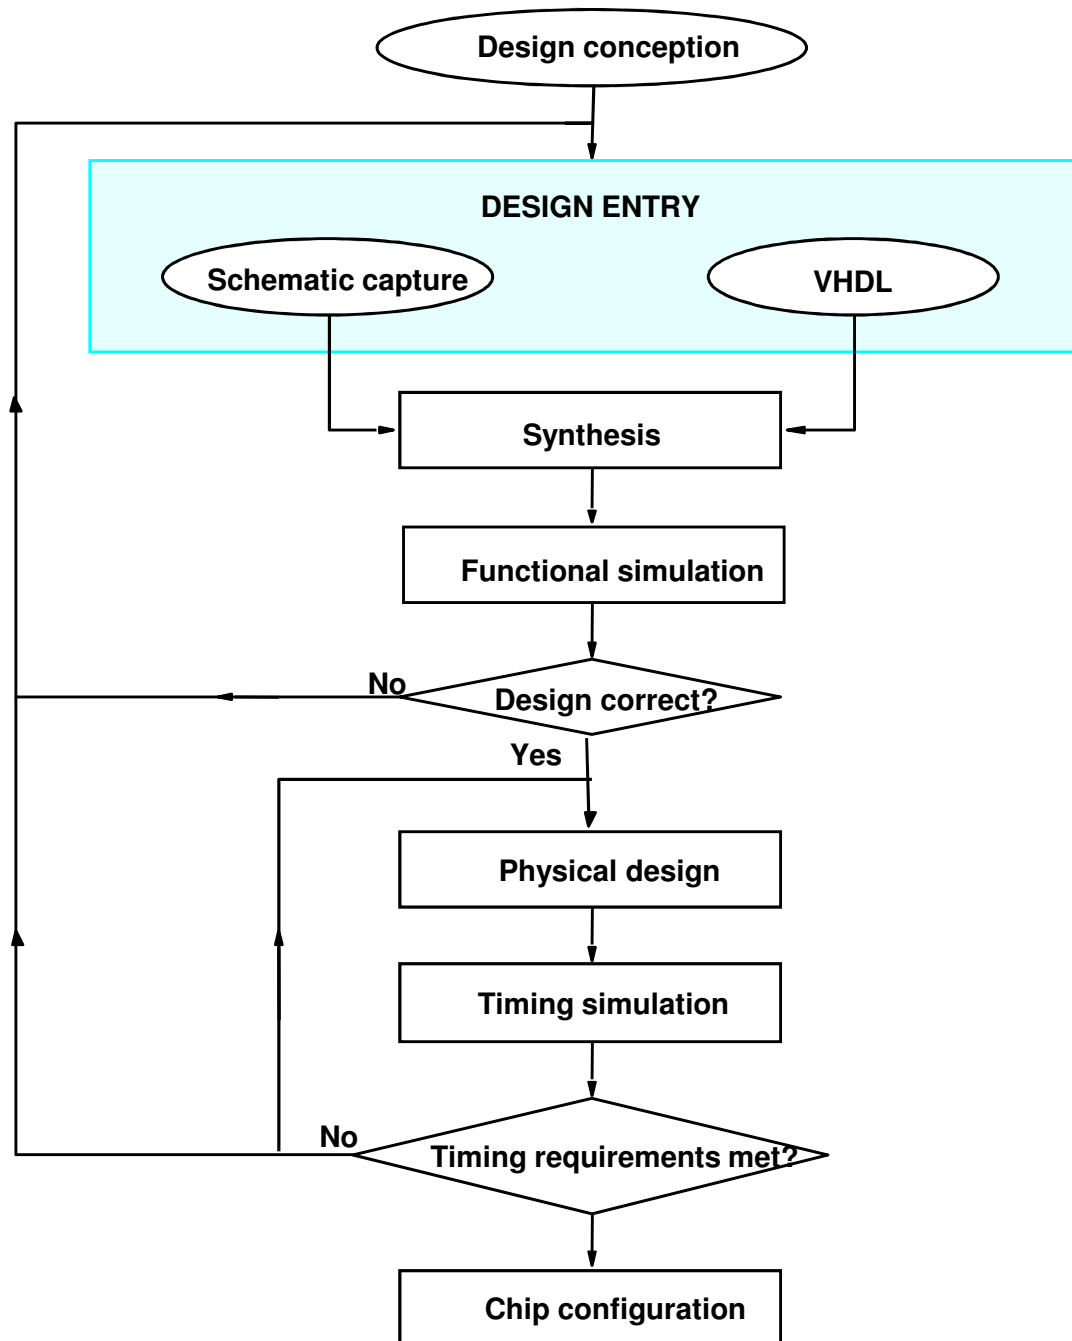 Design conception
DESIGN ENTRY
Schematic capture
VHDL
Synthesis
Functional simulation
No
Design correct?
Yes
Physical design
Timing simulation
No
Timing requirements met?
Chip configuration